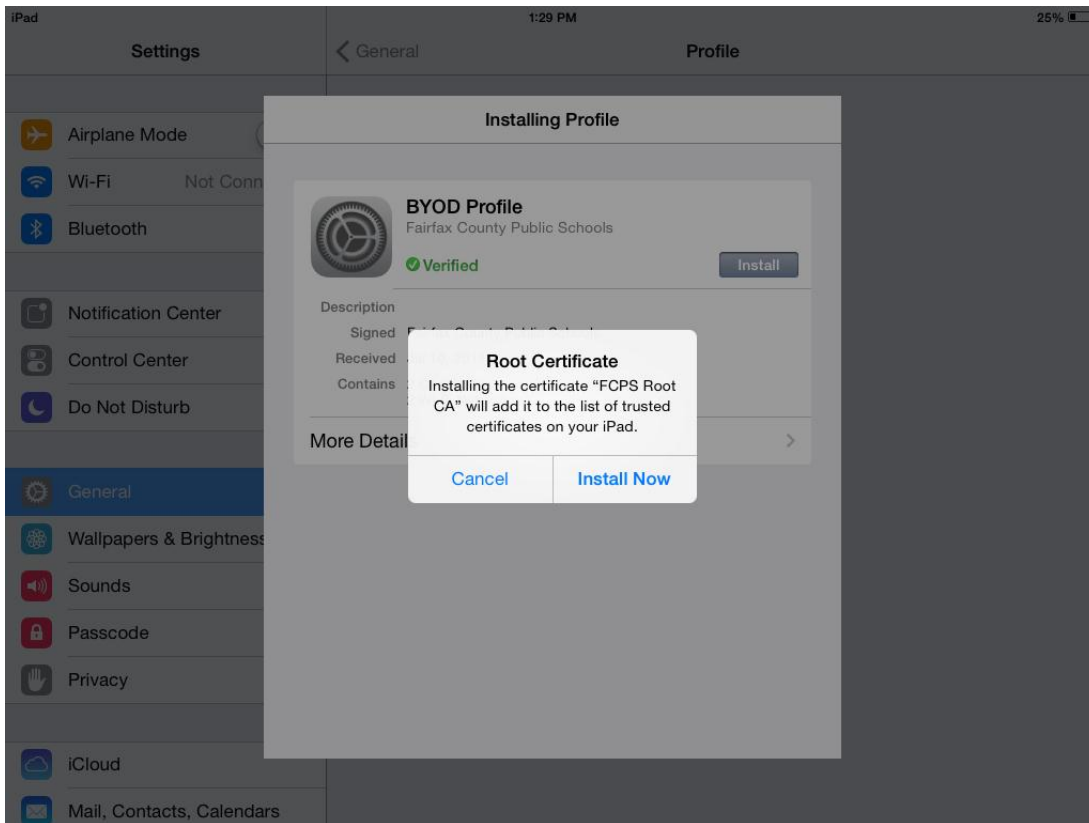 iPad
1:29 PM
25%
Settings
General
Profile
Installing Profile
Airplane Mode
Wi-Fi
Not Conn
Bluetooth
BYOD Profile
Fairfax County Public Schools
Verified
Install
Notification Center
Control Center
Do Not Disturb
Description
Signed
Received
Contains
More Detail
Root Certificate
Installing the certificate “FCPS Root
CA” will add it to the list of trusted
certificates on your iPad.
Cancel
Install Now
General
Wallpapers & Brightness
Sounds
Passcode
Privacy
iCloud
Mail, Contacts, Calendars